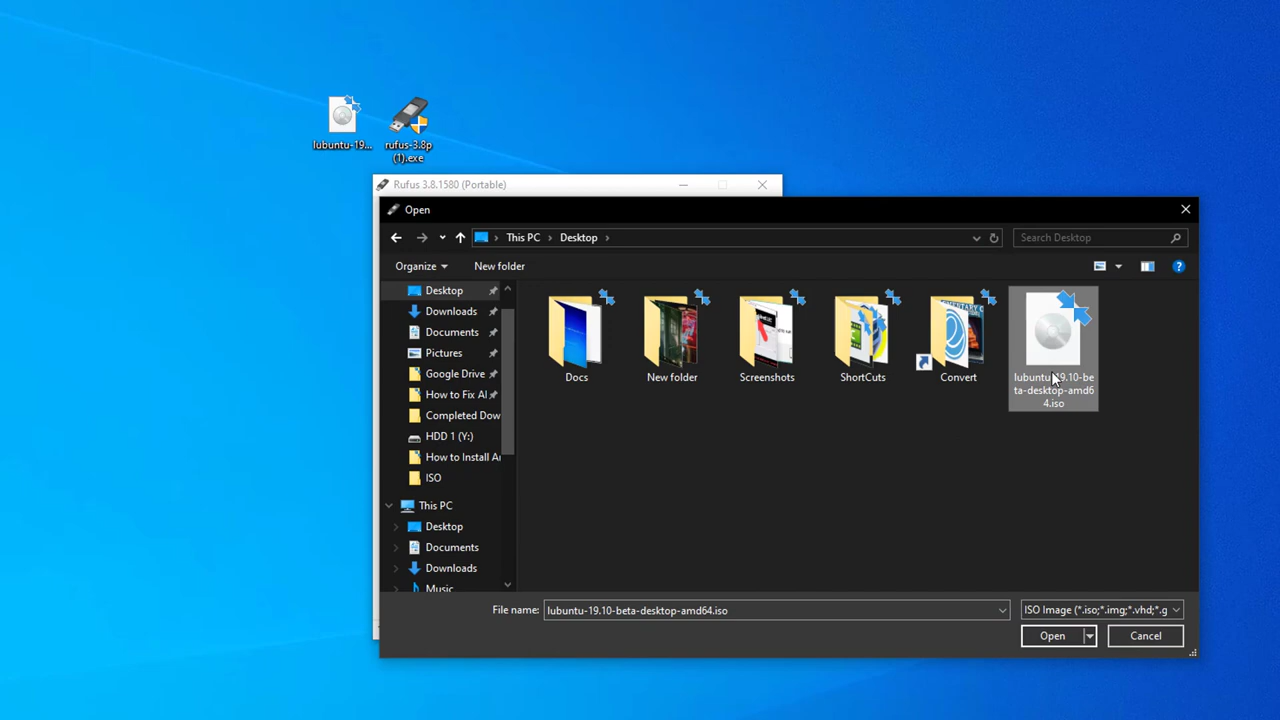 lubuntu-19...
rufus-3.8p
(1).exe
Rufus 3.8.1580 (Portable)
Open
This PC
Desktop
Search Desktop
Organize
New folder
Desktop
Downloads
Documents
Pictures
Google Drive
How to Fix Al
Completed Dow
HDD 1 (Y:)
How to Install An
ISO
This PC
Desktop
Documents
Downloads
Music
Docs
New folder
Screenshots
ShortCuts
Convert
lubuntu-19.10-be
ta-desktop-amd6
4.iso
File name:
lubuntu-19.10-beta-desktop-amd64.iso
ISO Image (*.iso;*.img;*.vhd;*.g
Open
Cancel